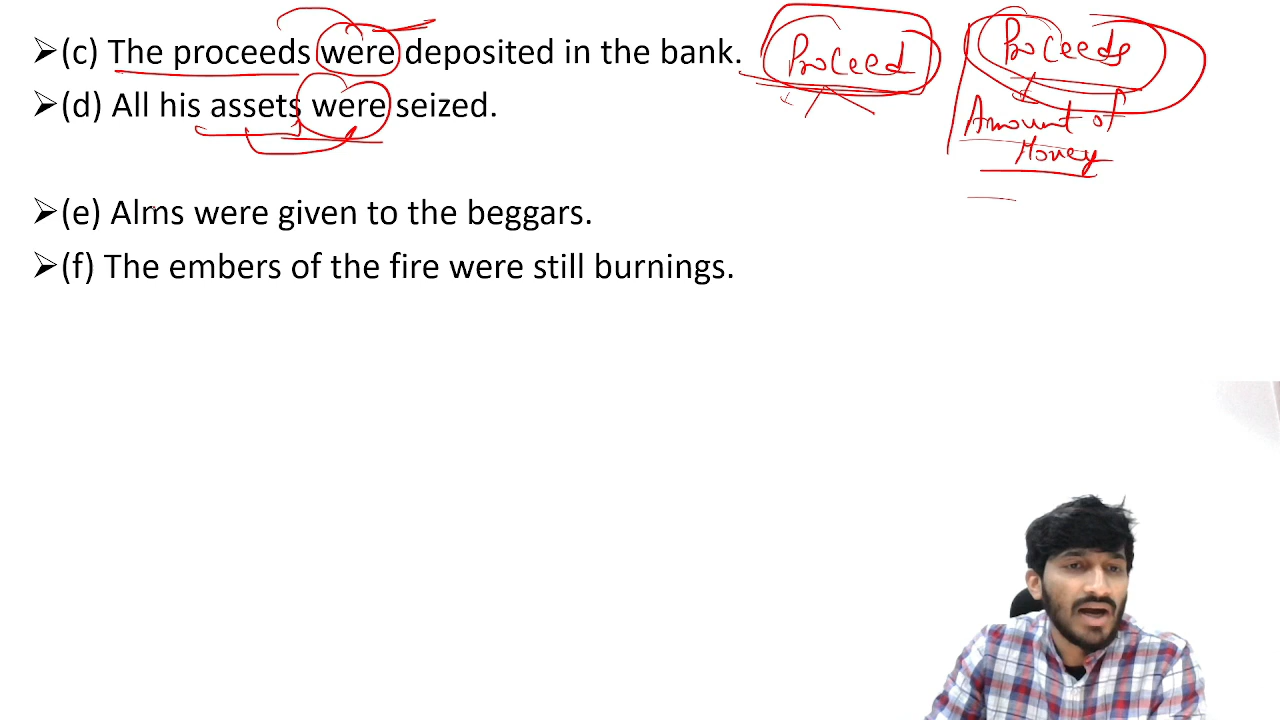 ➢(c) The proceeds were deposited in the bank.
➢(d) All his assets were seized.
➢(e) Alms were given to the beggars.
➢(f) The embers of the fire were still burnings.
Proceed
Proceeds
Amount of
Money